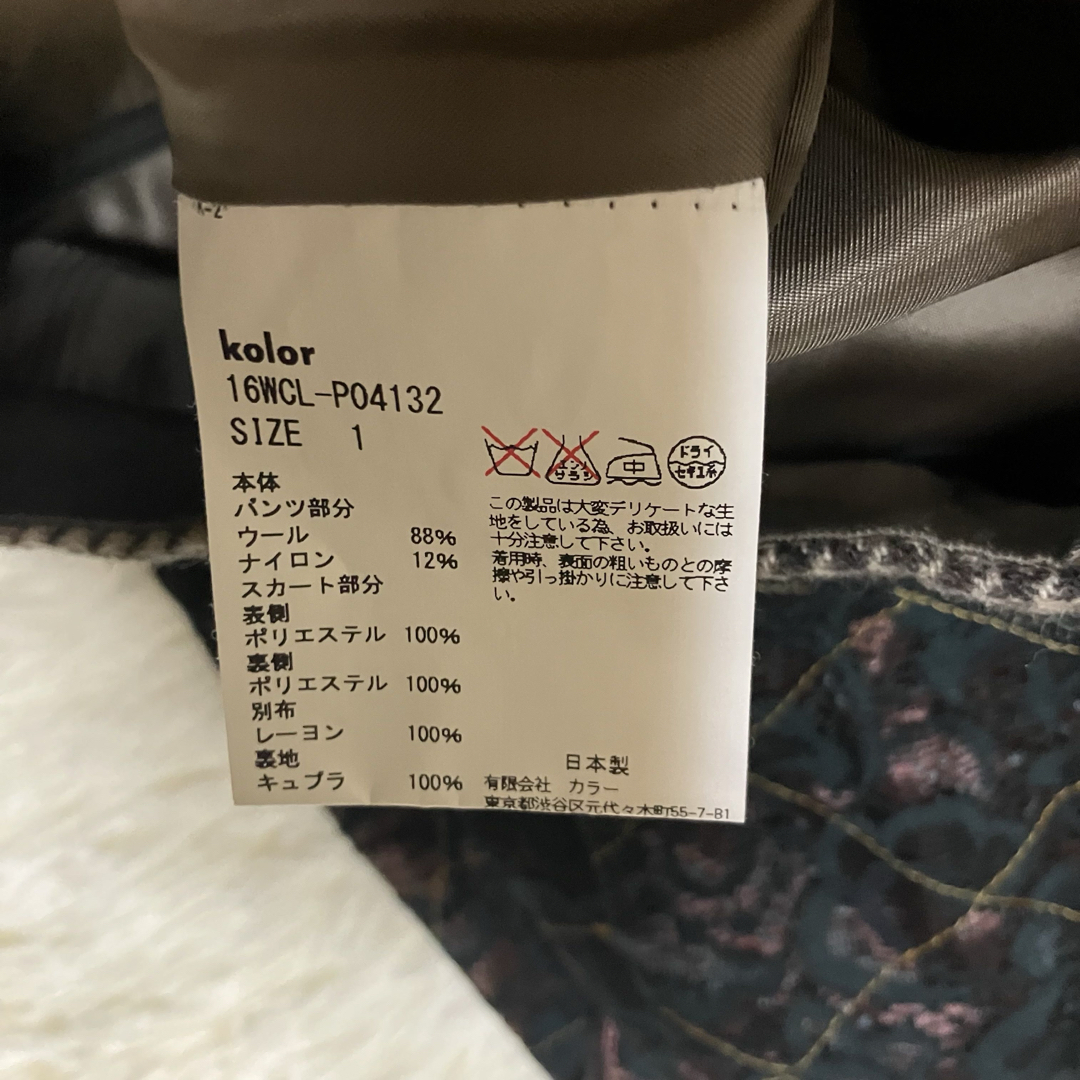 K-2
kolor
16WCL-P04132
SIZE 1
本体
パンツ部分
ウール 88%
ナイロン 12%
スカート部分
表側
ポリエステル 100%
裏側
ポリエステル 100%
別布
レーヨン 100%
裏地
キュプラ 100%
エンソ
サラシ
中
ドライ
セキユ系
この製品は大変デリケートな生
地をしている為、お取扱いには
十分注意して下さい。
着用時、表面の粗いものとの摩
擦や引っ掛かりに注意して下さ
い。
日本製
有限会社 カラー
東京都渋谷区元代々木町55-7-B1